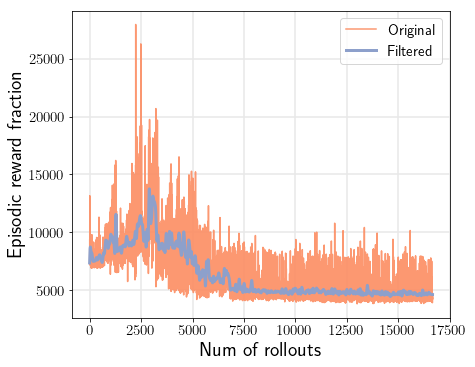 Original
Filtered
Episodic reward fraction
25000
20000
15000
10000
5000
0 2500 5000 7500 10000 12500 15000 17500
Num of rollouts